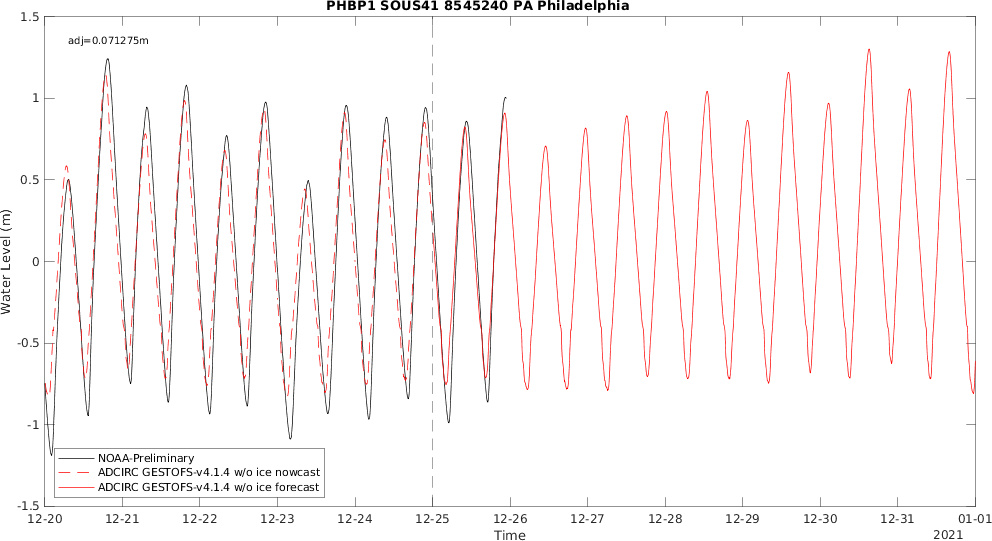 PHBP1 SOUS41 8545240 PA Philadelphia
adj=0.071275m
1.5
1
0.5
0
-0.5
-1
-1.5
Water Level (m)
NOAA-Preliminary
ADCIRC GESTOFS-v4.1.4 w/o ice nowcast
ADCIRC GESTOFS-v4.1.4 w/o ice forecast
12-20 12-21 12-22 12-23 12-24 12-25 12-26 12-27 12-28 12-29 12-30 12-31 01-01
Time
2021